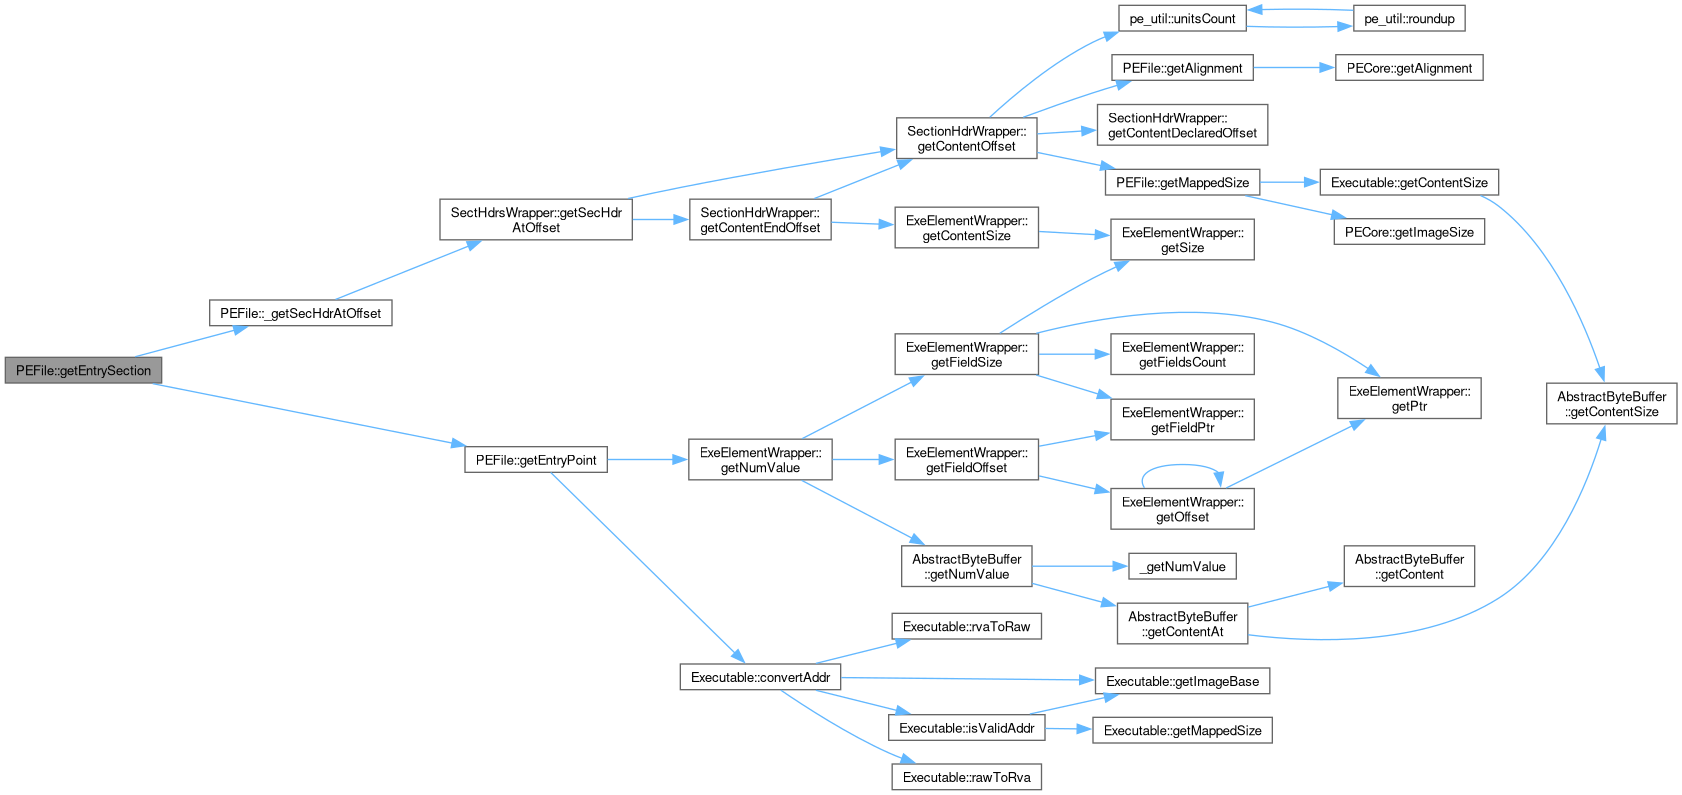 pe_util::unitsCount
pe_util::roundup
PEFile::getAlignment
PECore::getAlignment
SectionHdrWrapper::
getContentOffset
SectionHdrWrapper::
getContentDeclaredOffset
PEFile::getMappedSize
Executable::getContentSize
SectHdrsWrapper::getSecHdr
AtOffset
SectionHdrWrapper::
getContentEndOffset
ExeElementWrapper::
getContentSize
ExeElementWrapper::
getSize
PECore::getImageSize
PEFile::_getSecHdrAtOffset
PEFile::getEntrySection
ExeElementWrapper::
getFieldSize
ExeElementWrapper::
getFieldsCount
ExeElementWrapper::
getPtr
AbstractByteBuffer
::getContentSize
ExeElementWrapper::
getFieldPtr
PEFile::getEntryPoint
ExeElementWrapper::
getNumValue
ExeElementWrapper::
getFieldOffset
ExeElementWrapper::
getOffset
AbstractByteBuffer
::getNumValue
_getNumValue
AbstractByteBuffer
::getContent
AbstractByteBuffer
::getContentAt
Executable::rvaToRaw
Executable::convertAddr
Executable::getImageBase
Executable::isValidAddr
Executable::getMappedSize
Executable::rawToRva